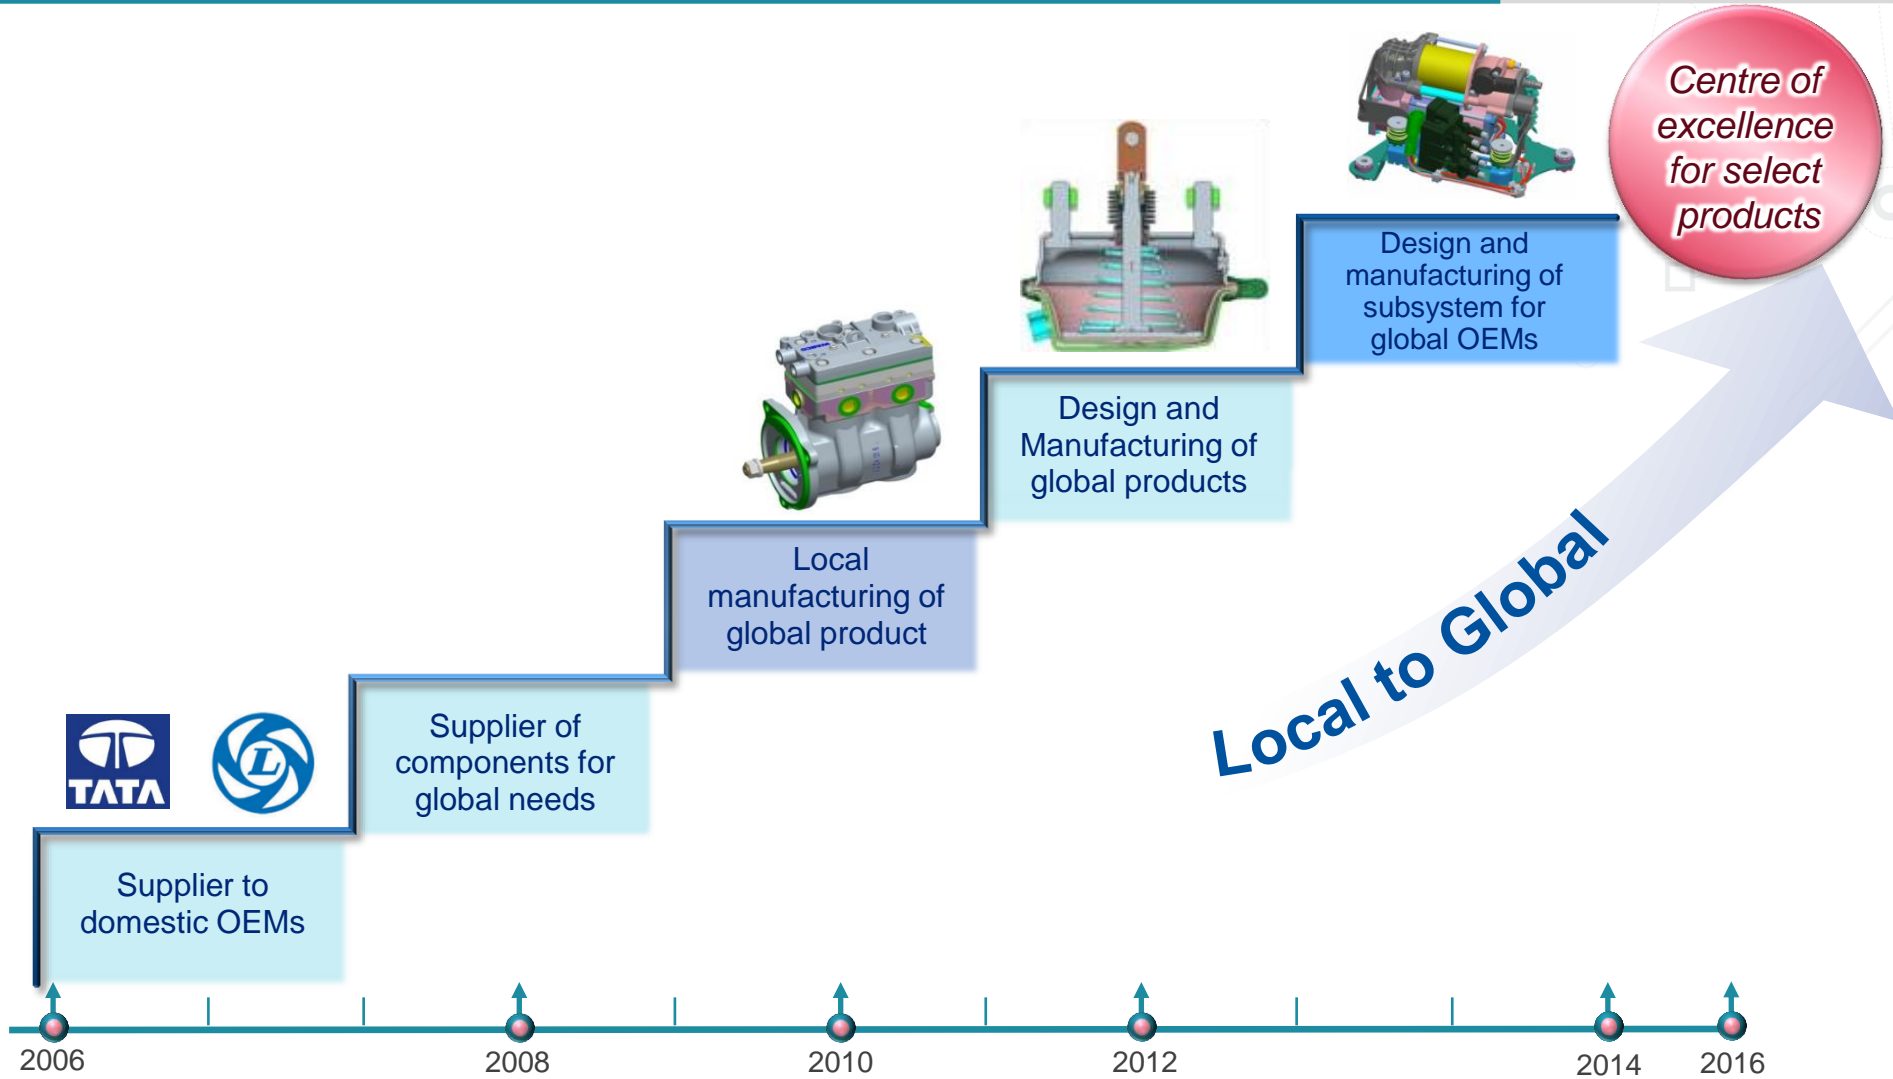 Centre of
excellence
for select
products
Design and
manufacturing of
subsystem for
global OEMs
Design and
Manufacturing of
global products
Local
manufacturing of
global product
Supplier of
components for
global needs
TATA
L
Supplier to
domestic OEMs
Local to Global
2006
2008
2010
2012
2014
2016